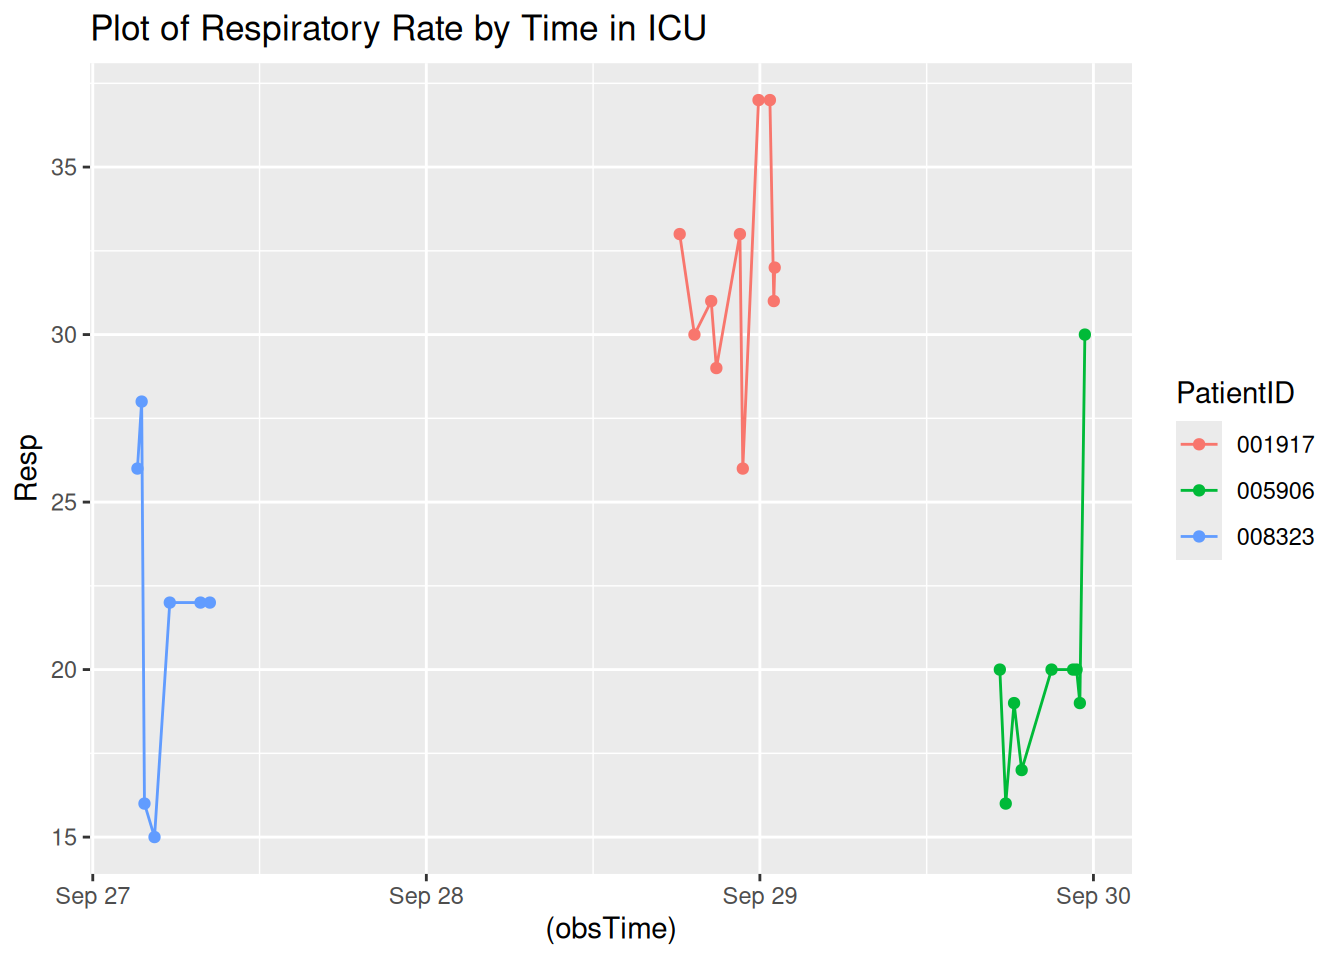 Plot of Respiratory Rate by Time in ICU
35
30
25
20
15
Resp
Sep 27
Sep 28
Sep 29
Sep 30
(obsTime)
PatientID
001917
005906
008323